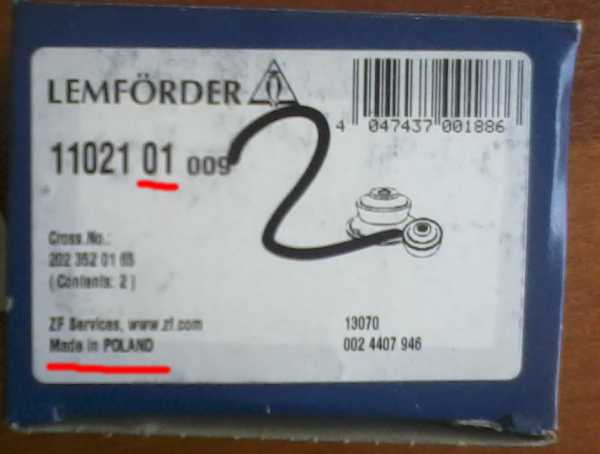 LEMFÖRDER
4 047437 001886
11021 01 009
2
Cross.No.:
202 352 01 65
(Contents: 2)
ZF Services, www.zf.com
Made in POLAND
13070
002 4407 946